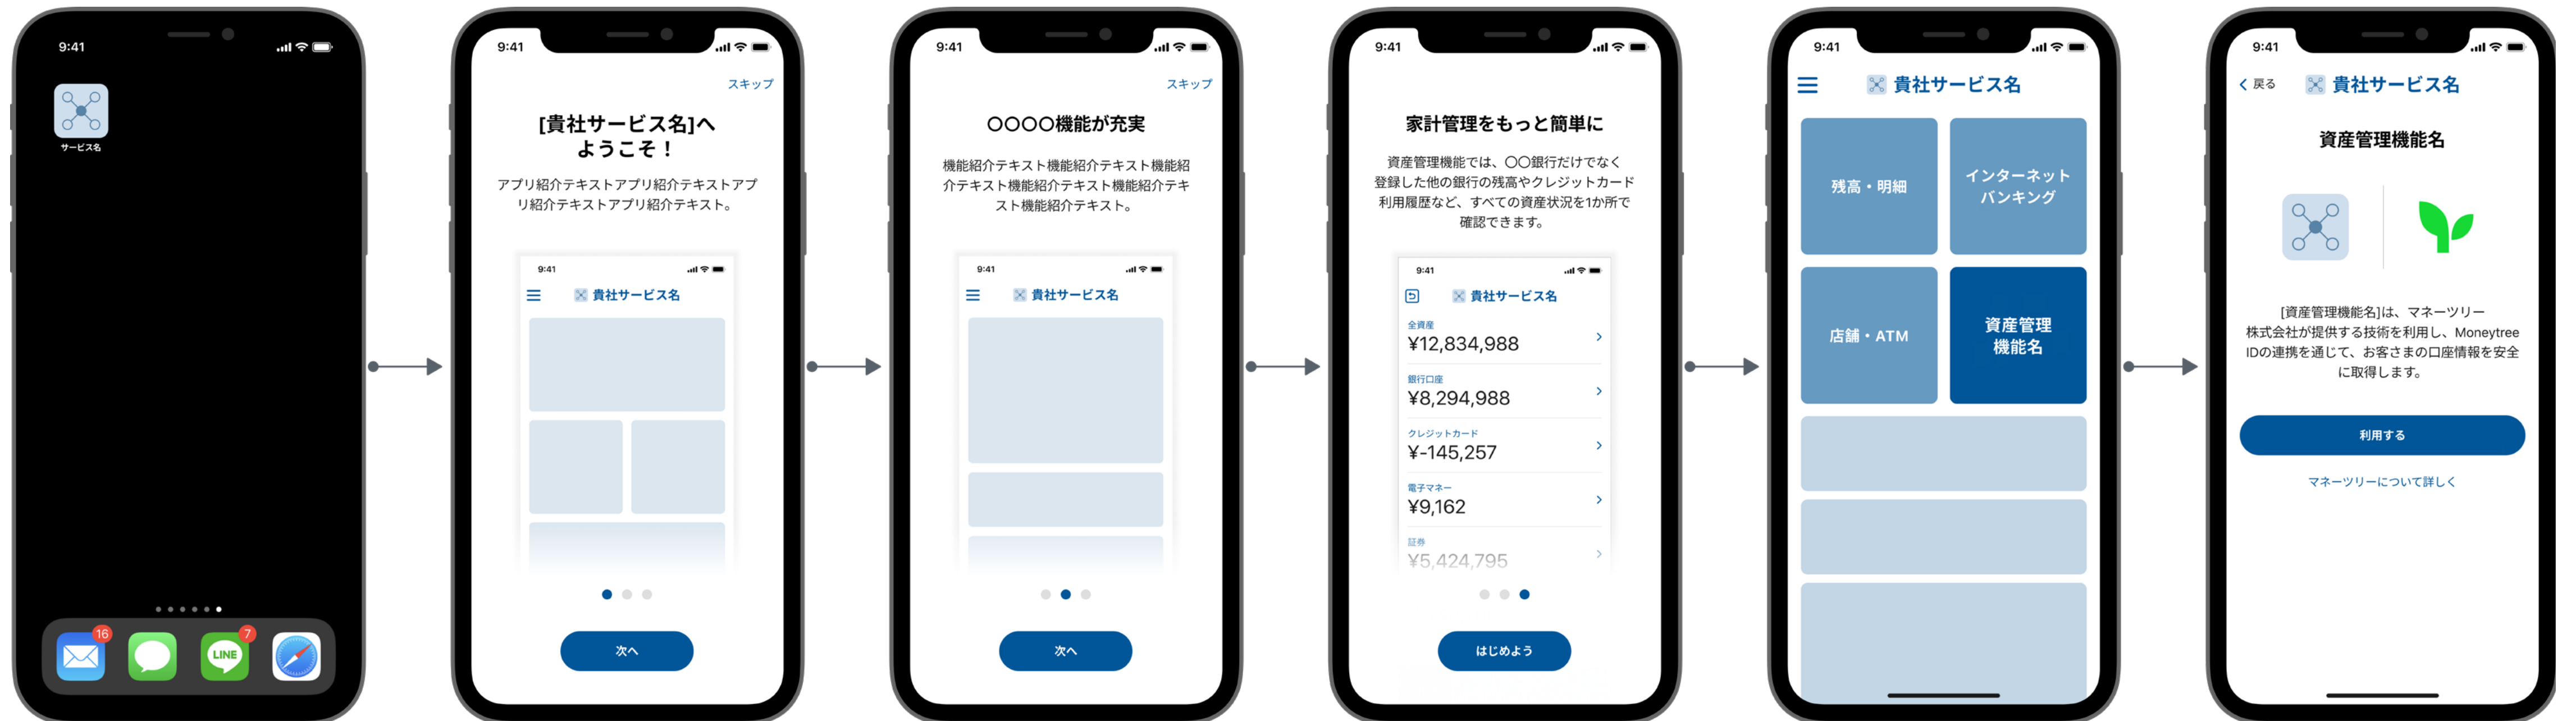 9:41
サービス名
16
7
LINE
9:41
スキップ
[貴社サービス名]へ
ようこそ！
アプリ紹介テキストアプリ紹介テキストアプ
リ紹介テキストアプリ紹介テキスト。
9:41
貴社サービス名
次へ
9:41
スキップ
〇〇〇〇機能が充実
機能紹介テキスト機能紹介テキスト機能紹
介テキスト機能紹介テキスト機能紹介テキ
スト機能紹介テキスト。
9:41
貴社サービス名
次へ
9:41
家計管理をもっと簡単に
資産管理機能では、〇〇銀行だけでなく
登録した他の銀行の残高やクレジットカード
利用履歴など、すべての資産状況を1か所で
確認できます。
9:41
貴社サービス名
全資産
¥12,834,988
銀行口座
¥8,294,988
クレジットカード
¥-145,257
電子マネー
¥9,162
証券
¥5,424,795
はじめよう
9:41
貴社サービス名
残高・明細
インターネット
バンキング
店舗・ATM
資産管理
機能名
9:41
戻る
貴社サービス名
資産管理機能名
[資産管理機能名]は、マネーツリー
株式会社が提供する技術を利用し、Moneytree
IDの連携を通じて、お客さまの口座情報を安全
に取得します。
利用する
マネーツリーについて詳しく